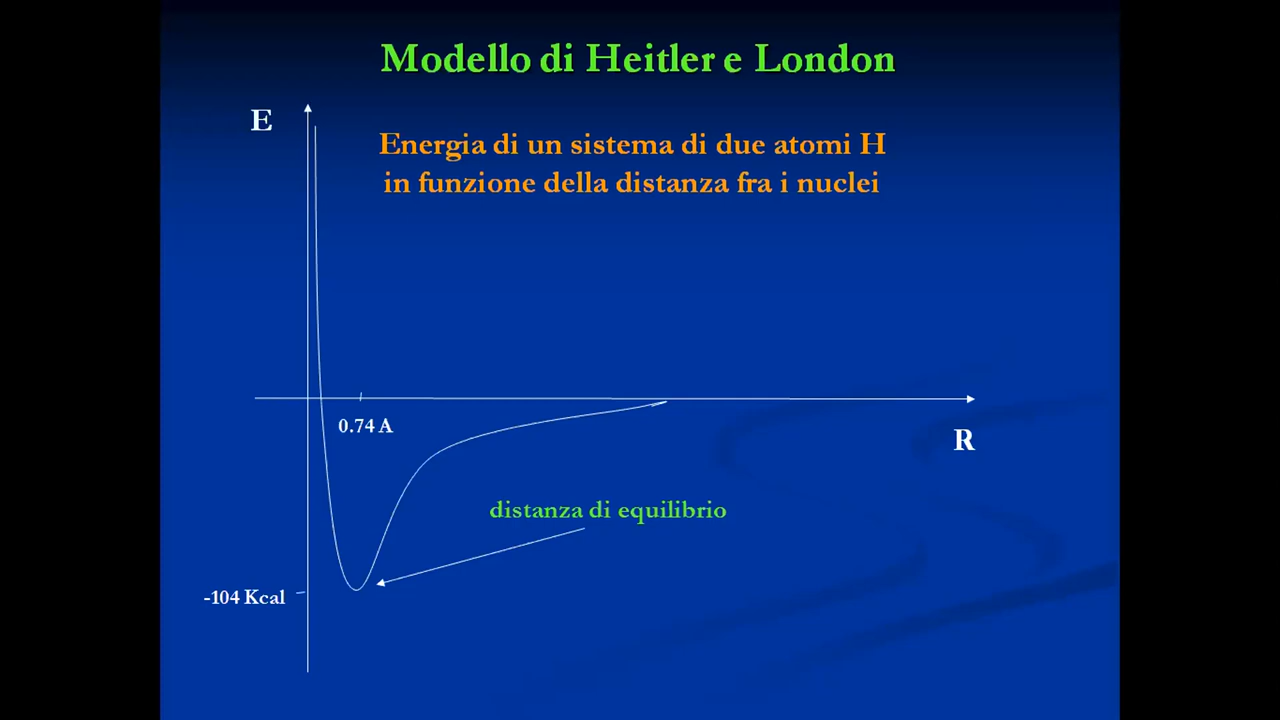 Modello di Heitler e London
E
Energia di un sistema di due atomi H
in funzione della distanza fra i nuclei
0.74 A
R
distanza di equilibrio
-104 Kcal